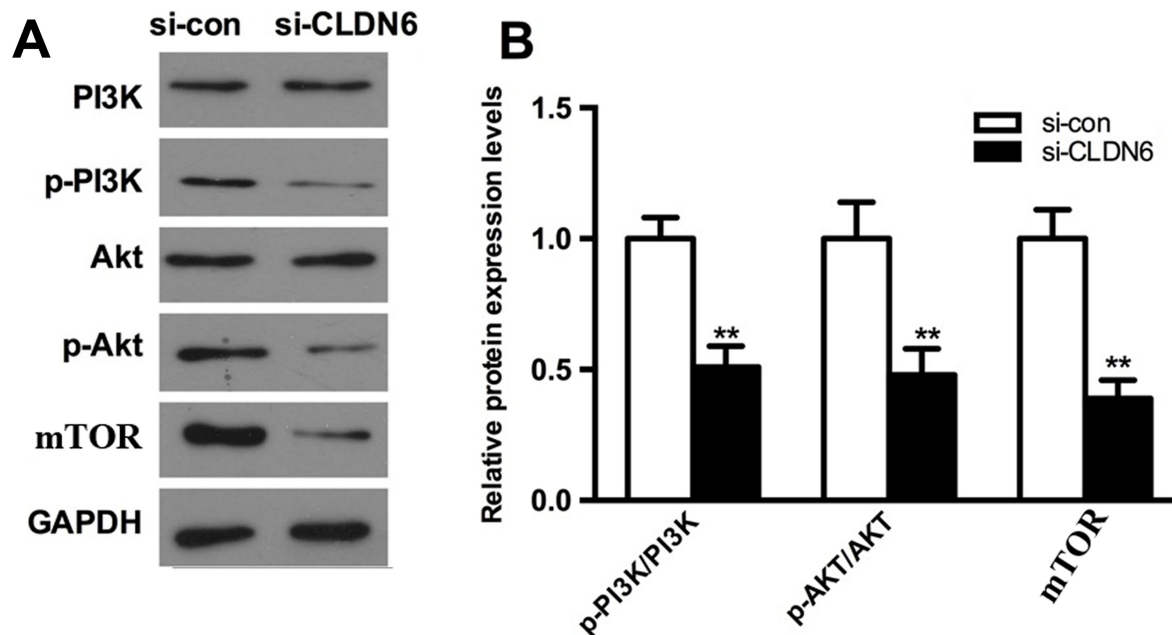 A
si-con si-CLDN6
PI3K
p-PI3K
Akt
p-Akt
mTOR
GAPDH
B
Relative protein expression levels
1.5
1.0
0.5
0.0
si-con
si-CLDN6
**
**
**
p-PI3K/PI3K
p-AKT/AKT
mTOR